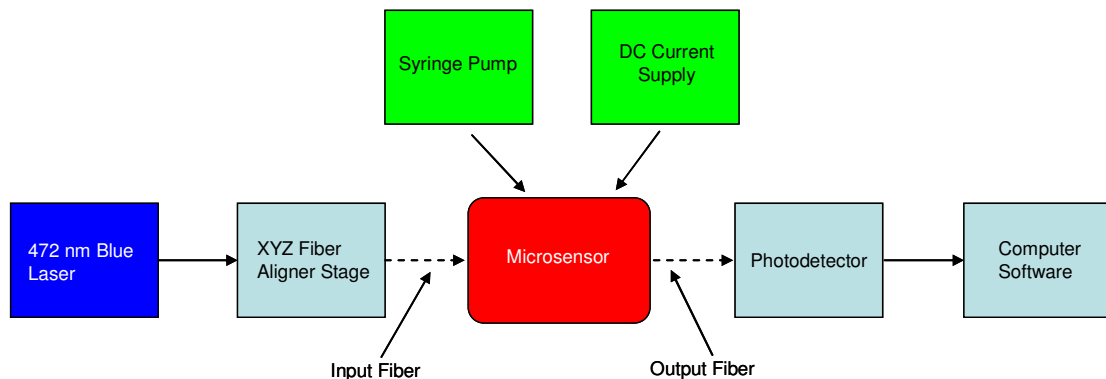 Syringe Pump
DC Current
Supply
472 nm Blue
Laser
XYZ Fiber
Aligner Stage
Microsensor
Photodetector
Computer
Software
Input Fiber
Output Fiber